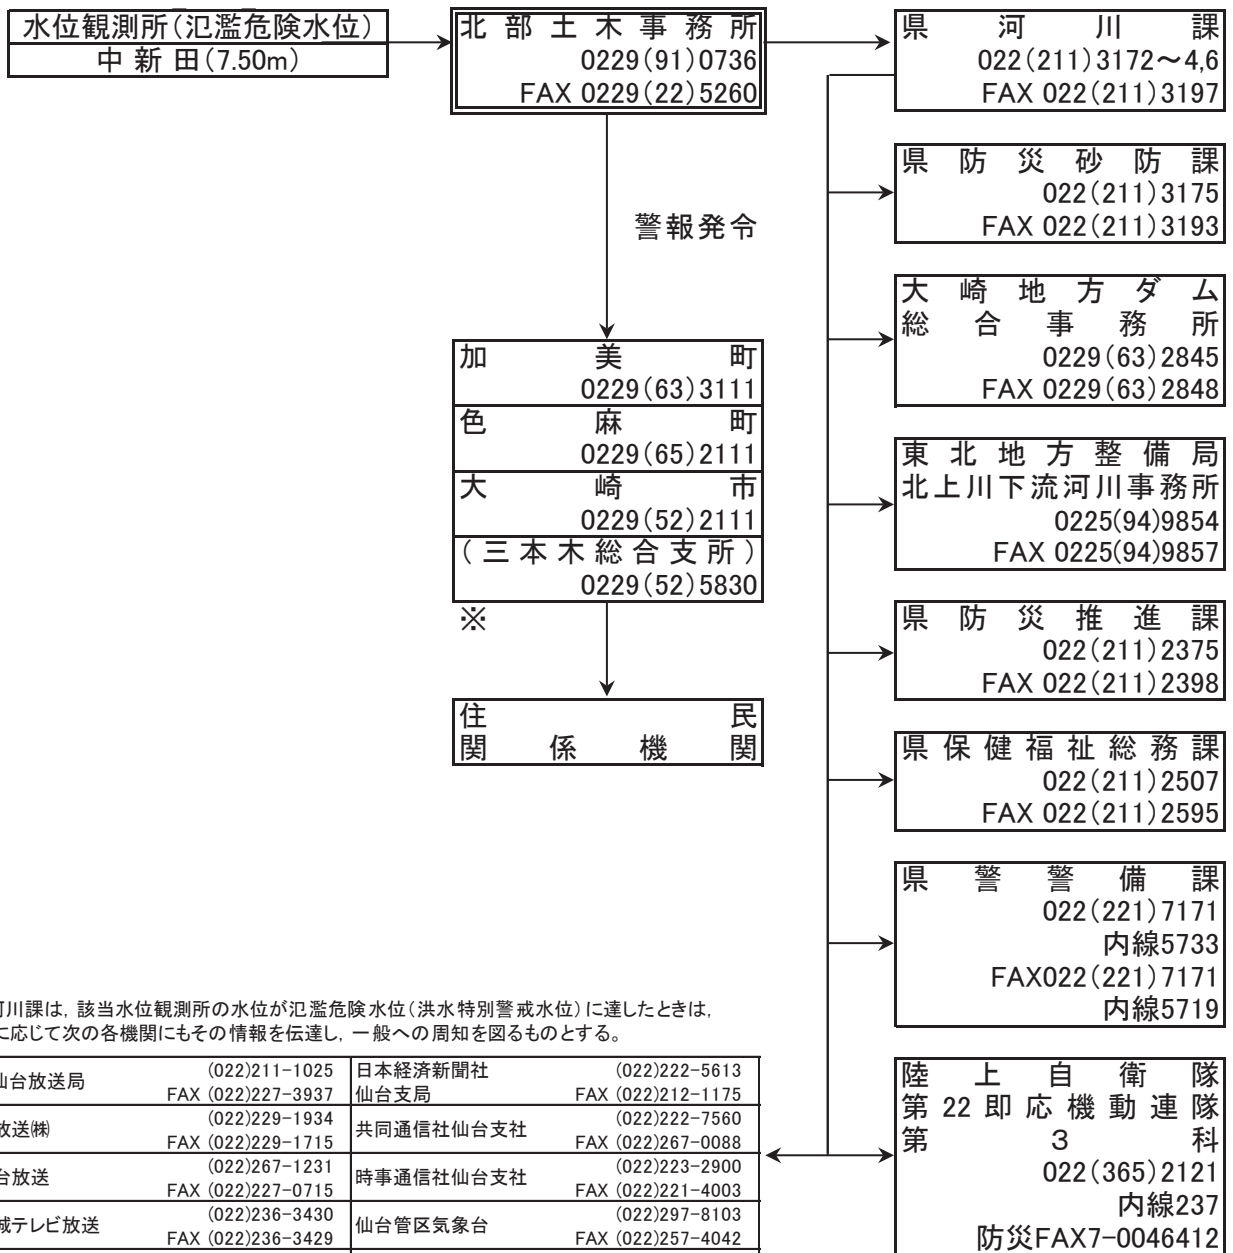 水位観測所(氾濫危険水位)
中新田(7.50m)
北部土木事務所
0229(91)0736
FAX 0229(22)5260
警報発令
加美町
0229(63)3111
色麻町
0229(65)2111
大崎市
0229(52)2111
(三本木総合支所)
0229(52)5830
※
住民
関係機関
県河川課
022(211)3172～4,6
FAX 022(211)3197
県防災砂防課
022(211)3175
FAX 022(211)3193
大崎地方ダム
総合事務所
0229(63)2845
FAX 0229(63)2848
東北地方整備局
北上川下流河川事務所
0225(94)9854
FAX 0225(94)9857
県防災推進課
022(211)2375
FAX 022(211)2398
県保健福祉総務課
022(211)2507
FAX 022(211)2595
県警警備課
022(221)7171
内線5733
FAX022(221)7171
内線5719
陸上自衛隊
第22即応機動連隊
第3科
022(365)2121
内線237
防災FAX7-0046412
河川課は，該当水位観測所の水位が氾濫危険水位(洪水特別警戒水位)に達したときは，
に応じて次の各機関にもその情報を伝達し，一般への周知を図るものとする。
台放送局 (022)211-1025
FAX (022)227-3937
日本経済新聞社 (022)222-5613
仙台支局 FAX (022)212-1175
放送㈱ (022)229-1934
FAX (022)229-1715
共同通信社仙台支社 (022)222-7560
FAX (022)267-0088
台放送 (022)267-1231
FAX (022)227-0715
時事通信社仙台支社 (022)223-2900
FAX (022)221-4003
城テレビ放送 (022)236-3430
FAX (022)236-3429
仙台管区気象台 (022)297-8103
FAX (022)257-4042